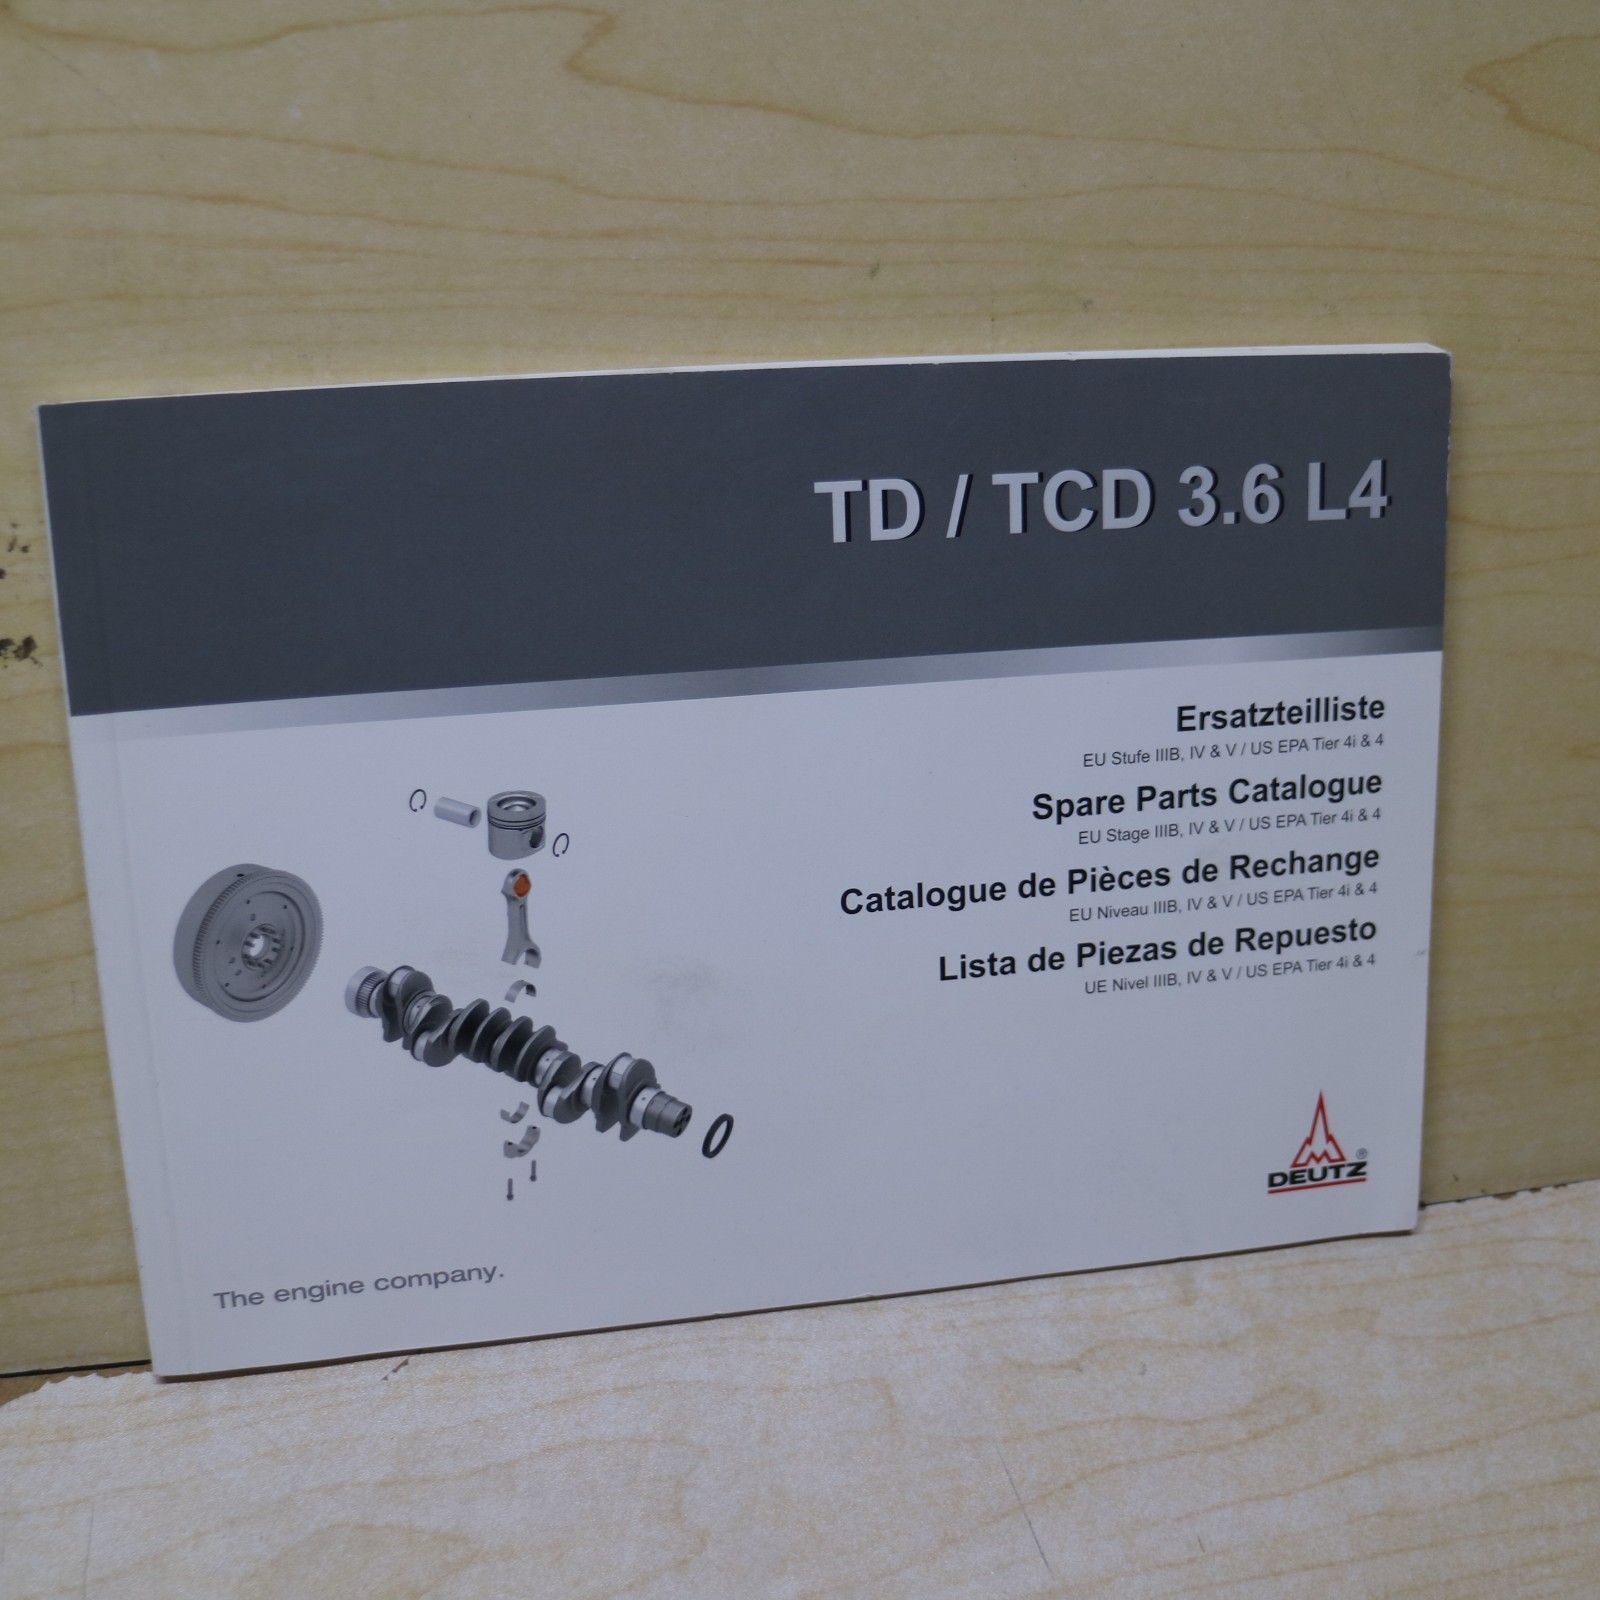 TD / TCD 3.6 L4
Ersatzteilliste
EU Stufe IIIB, IV & V / US EPA Tier 4i & 4
Spare Parts Catalogue
EU Stage IIIB, IV & V / US EPA Tier 4i & 4
Catalogue de Pièces de Rechange
EU Niveau IIIB, IV & V / US EPA Tier 4i & 4
Lista de Piezas de Repuesto
UE Nivel IIIB, IV & V / US EPA Tier 4i & 4
DEUTZ ®
The engine company.